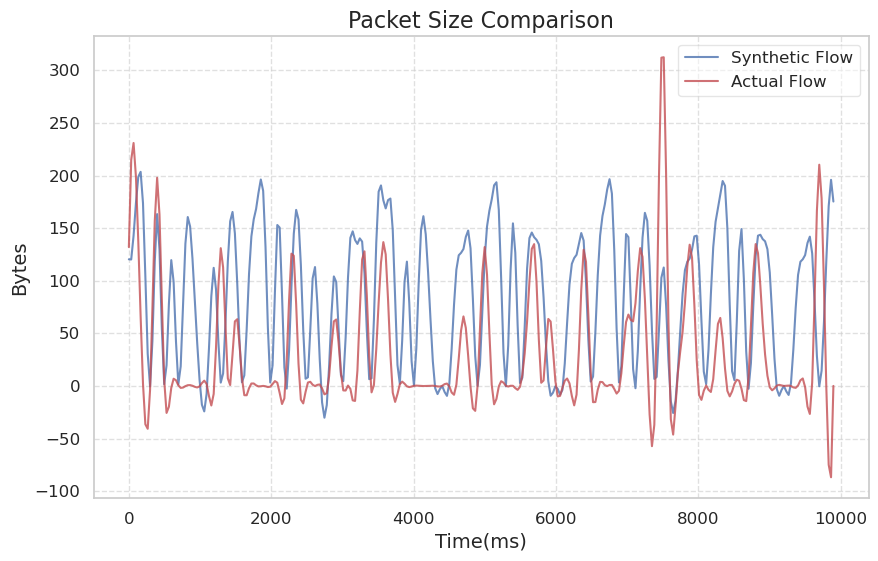 Packet Size Comparison
Synthetic Flow
Actual Flow
300
250
200
150
100
50
0
−50
−100
Bytes
0 2000 4000 6000 8000 10000
Time(ms)